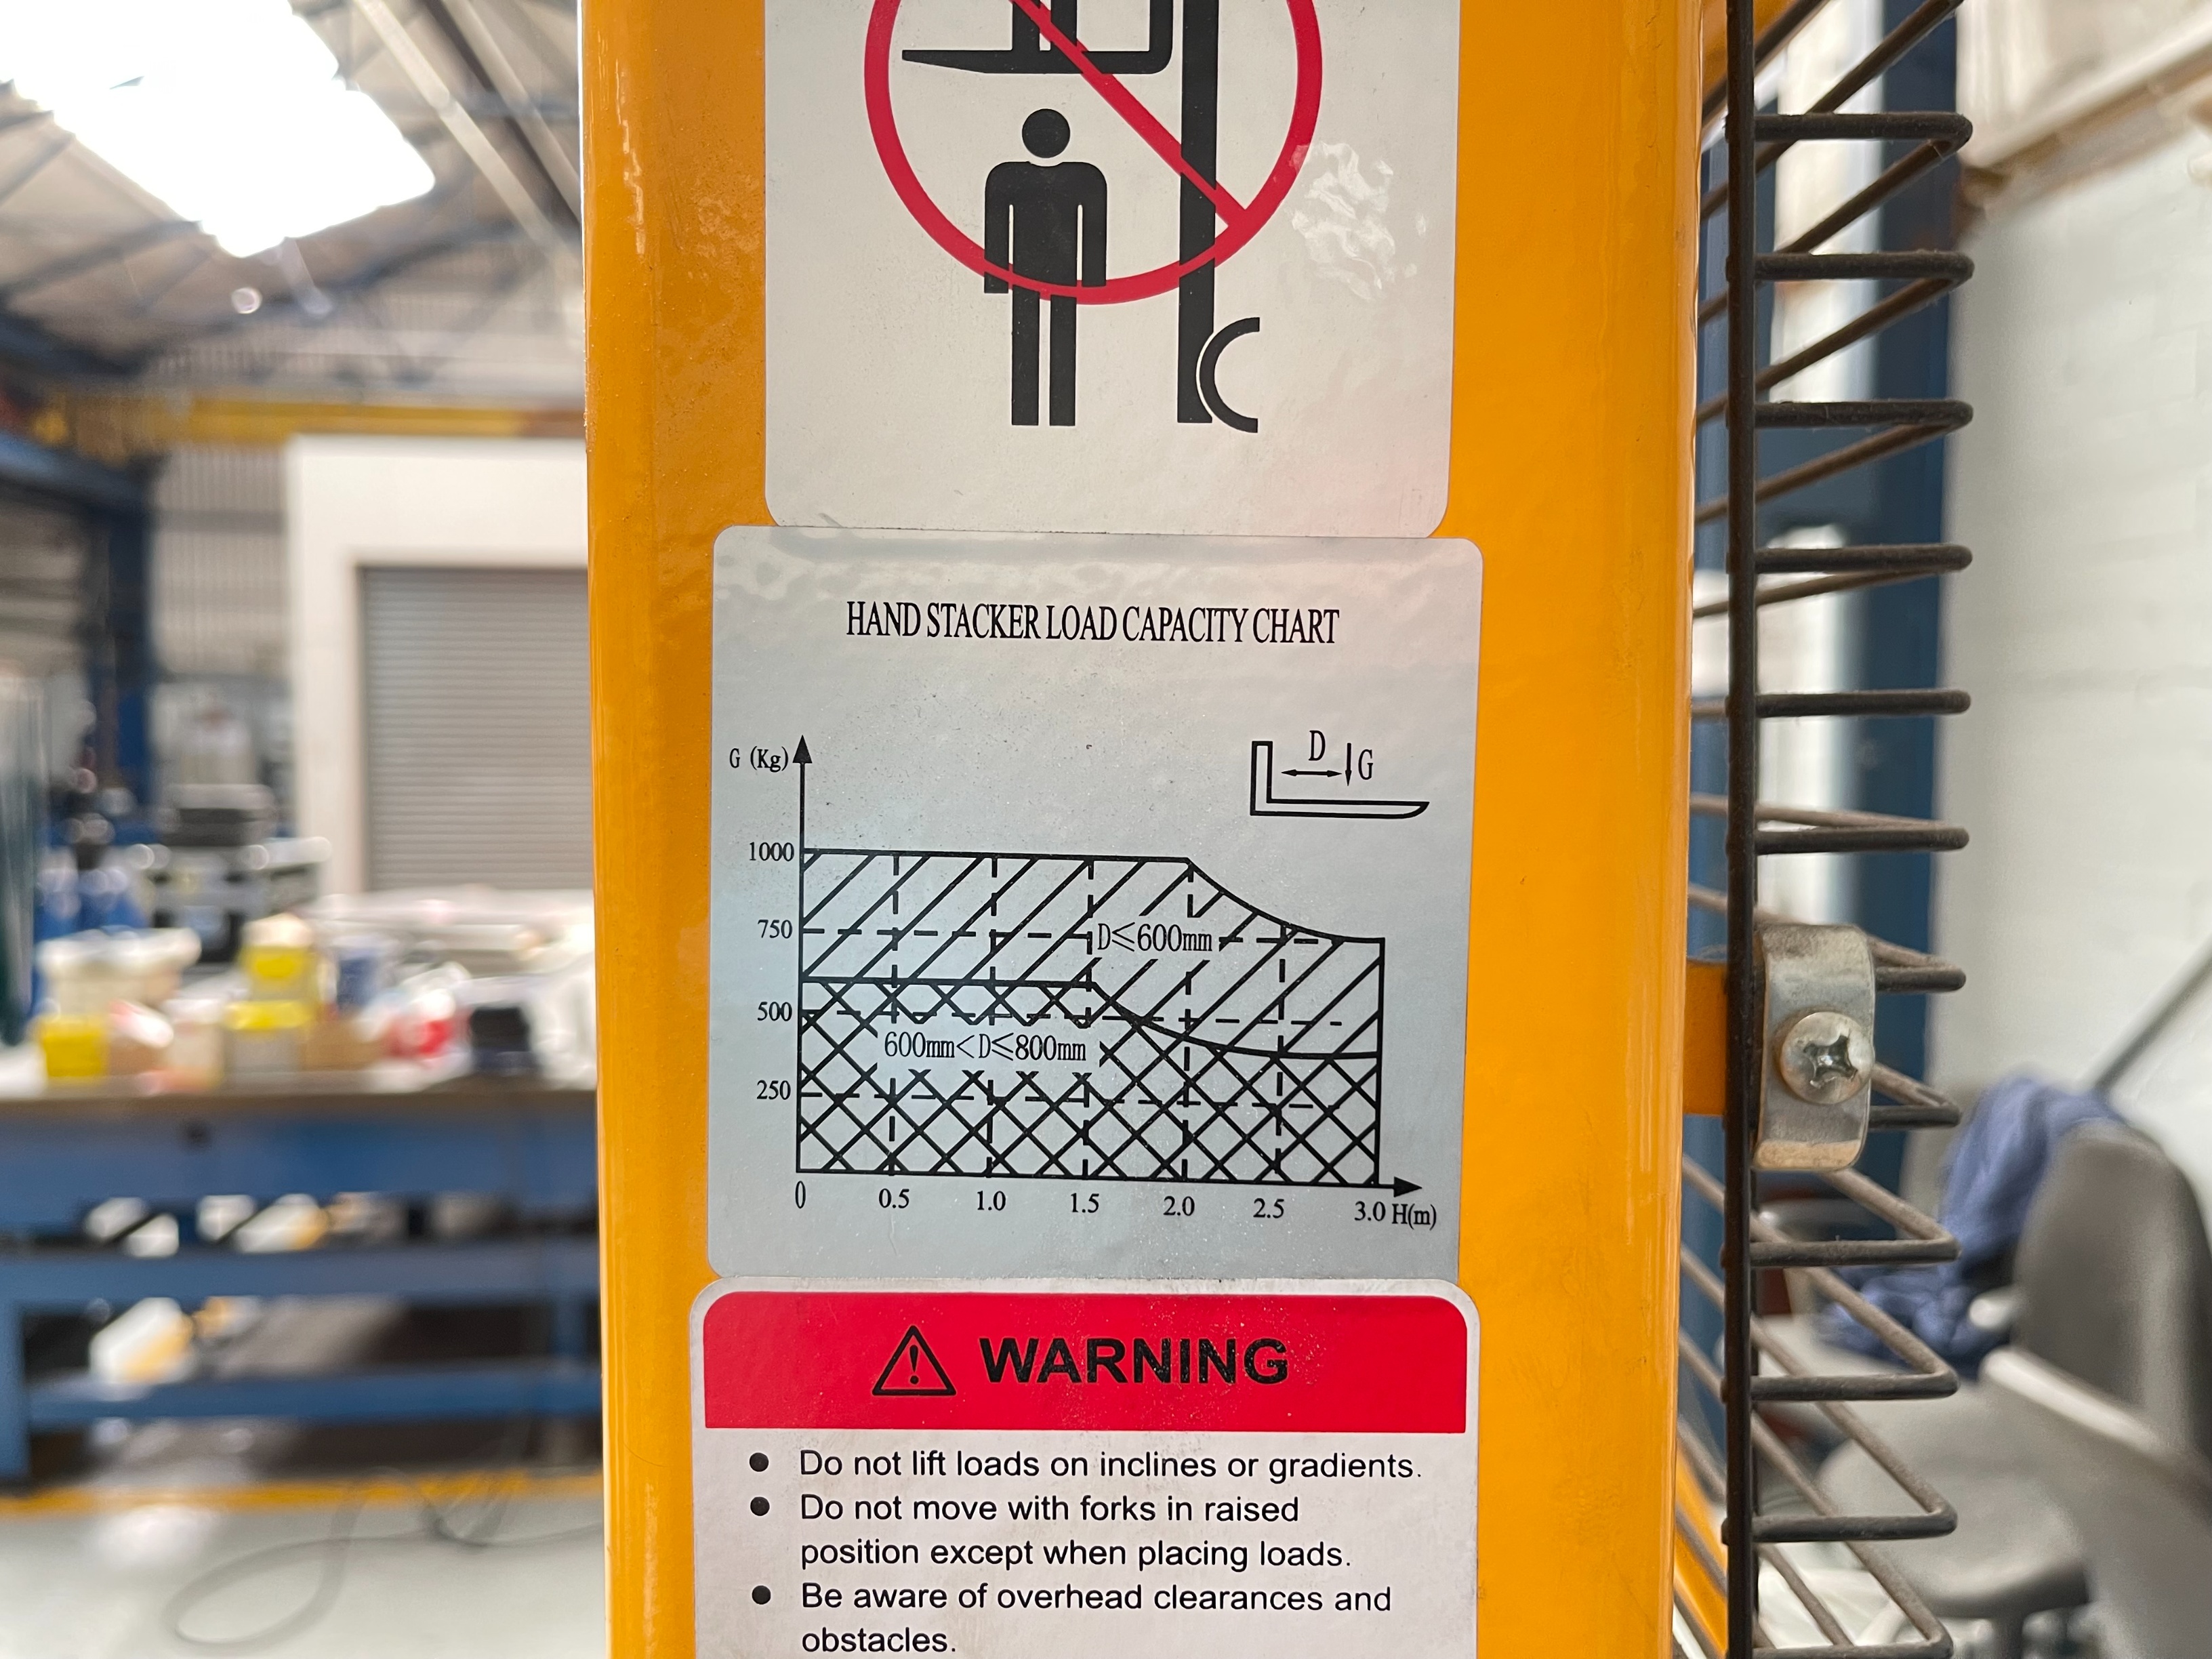 HAND STACKER LOAD CAPACITY CHART
G (Kg)
D
G
1000
750
D≤600mm
500
600mm<D≤800mm
250
0 0.5 1.0 1.5 2.0 2.5 3.0 H(m)
WARNING
● Do not lift loads on inclines or gradients.
● Do not move with forks in raised
position except when placing loads.
● Be aware of overhead clearances and
obstacles.